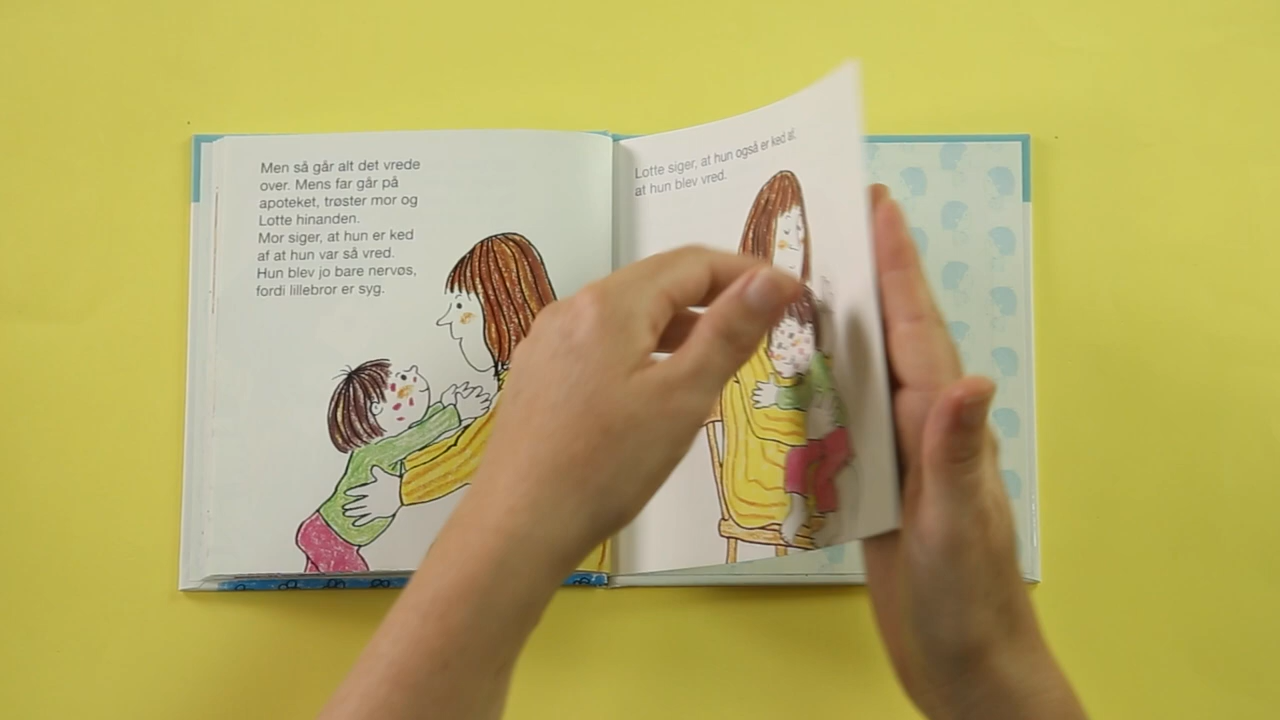 Men så går alt det vrede
over. Mens far går på
apoteket, trøster mor og
Lotte hinanden.
Mor siger, at hun er ked
af at hun var så vred.
Hun blev jo bare nervøs,
fordi lillebror er syg.
Lotte siger, at hun også er ked af,
at hun blev vred.